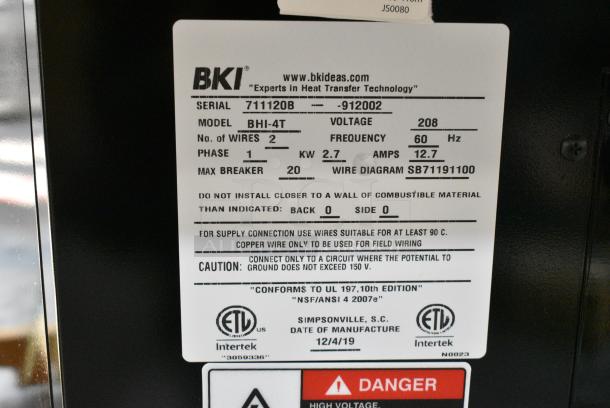 JS0080
BKI www.bkideas.com
"Experts in Heat Transfer Technology"
SERIAL 711120B — -912002
MODEL BHI-4T VOLTAGE 208
No. of WIRES 2 FREQUENCY 60 Hz
PHASE 1 KW 2.7 AMPS 12.7
MAX BREAKER 20 WIRE DIAGRAM SB71191100
DO NOT INSTALL CLOSER TO A WALL OF COMBUSTIBLE MATERIAL
THAN INDICATED: BACK 0 SIDE 0
FOR SUPPLY CONNECTION USE WIRES SUITABLE FOR AT LEAST 90 C.
COPPER WIRE ONLY TO BE USED FOR FIELD WIRING
CAUTION: CONNECT ONLY TO A CIRCUIT WHERE THE POTENTIAL TO
GROUND DOES NOT EXCEED 150 V.
"CONFORMS TO UL 197,10th EDITION"
"NSF/ANSI 4 2007e"
ETL US
Intertek
"3059336"
SIMPSONVILLE, S.C.
DATE OF MANUFACTURE
12/4/19
ETL
Intertek
N0023
DANGER
HIGH VOLTAGE.